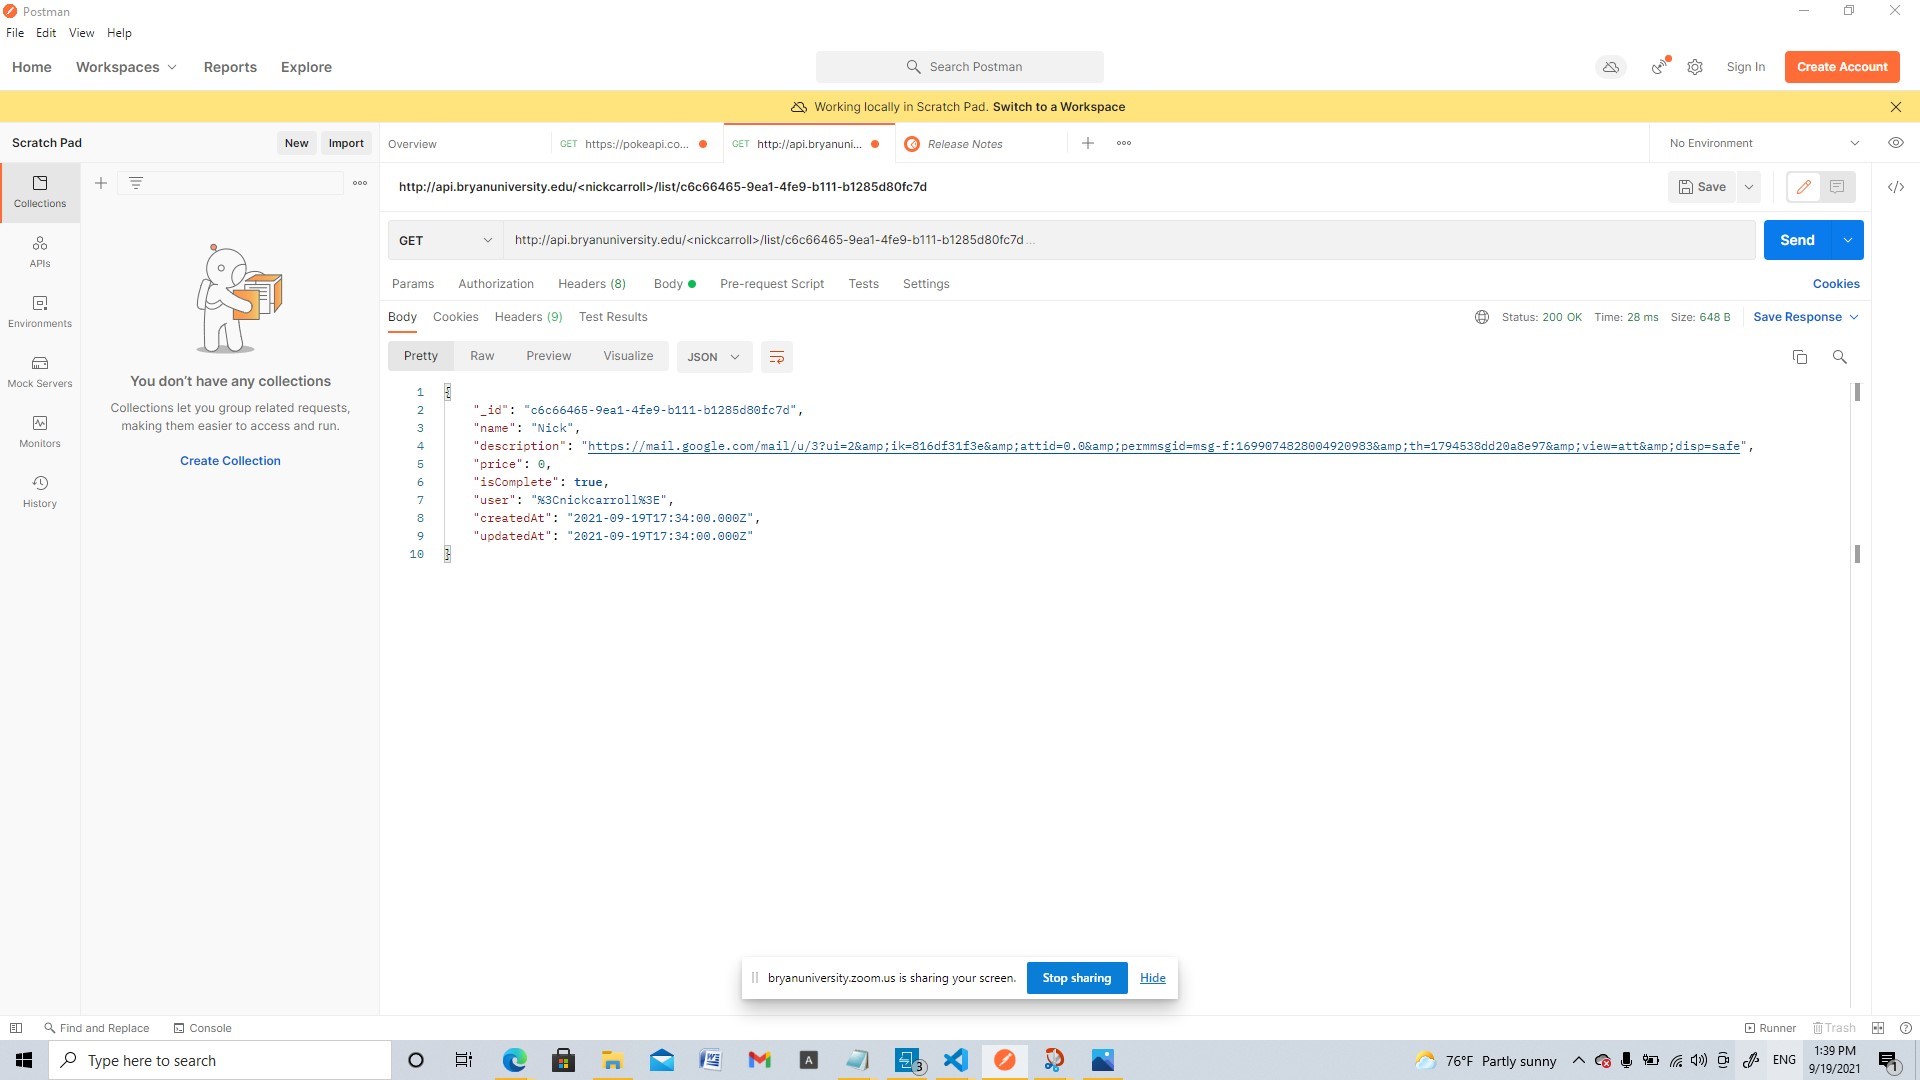 Postman
File Edit View Help
Home Workspaces Reports Explore
Search Postman
Sign In
Create Account
Working locally in Scratch Pad. Switch to a Workspace
Scratch Pad
New
Import
Overview
GET https://pokeapi.co...
GET http://api.bryanuni...
Release Notes
No Environment
Collections
APIs
Environments
Mock Servers
Monitors
History
You don't have any collections
Collections let you group related requests,
making them easier to access and run.
Create Collection
http://api.bryanuniversity.edu/<nickcarroll>/list/c6c66465-9ea1-4fe9-b111-b1285d80fc7d
Save
GET
http://api.bryanuniversity.edu/<nickcarroll>/list/c6c66465-9ea1-4fe9-b111-b1285d80fc7d ...
Send
Params Authorization Headers (8) Body Pre-request Script Tests Settings
Cookies
Body Cookies Headers (9) Test Results
Status: 200 OK Time: 28 ms Size: 648 B
Save Response
Pretty Raw Preview Visualize JSON
1 {
2 "_id": "c6c66465-9ea1-4fe9-b111-b1285d80fc7d",
3 "name": "Nick",
4 "description": "https://mail.google.com/mail/u/3?ui=2&amp;ik=816df31f3e&amp;attid=0.0&amp;permmsgid=msg-f:1699074828004920983&amp;th=1794538dd20a8e97&amp;view=att&amp;disp=safe",
5 "price": 0,
6 "isComplete": true,
7 "user": "%3Cnickcarroll%3E",
8 "createdAt": "2021-09-19T17:34:00.000Z",
9 "updatedAt": "2021-09-19T17:34:00.000Z"
10 }
bryanuniversity.zoom.us is sharing your screen.
Stop sharing
Hide
Find and Replace
Console
Runner
Trash
Type here to search
3
76°F Partly sunny
ENG
1:39 PM
9/19/2021
1